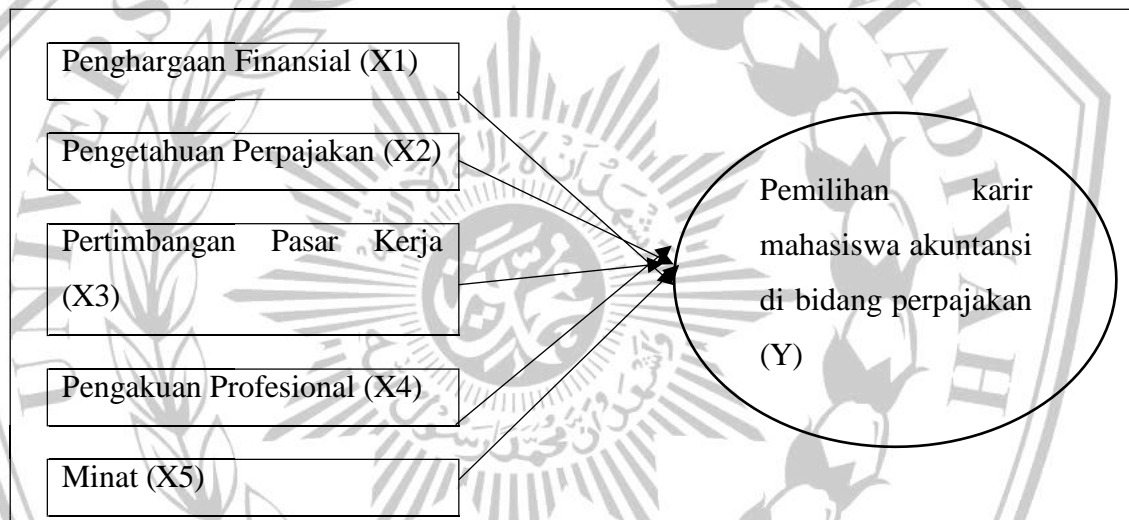 Penghargaan Finansial (X1)
Pengetahuan Perpajakan (X2)
Pertimbangan Pasar Kerja
(X3)
Pengakuan Profesional (X4)
Minat (X5)
Pemilihan karir
mahasiswa akuntansi
di bidang perpajakan
(Y)